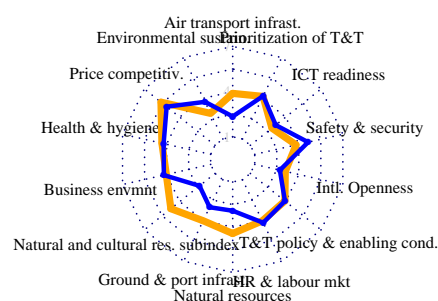 Air transport infrast.
Environmental sustain.
Prioritization of T&T
Price competitiv.
ICT readiness
Health & hygiene
Safety & security
Business envmnt
Intl. Openness
Natural and cultural res. subindex
T&T policy & enabling cond.
Ground & port infrast.
HR & labour mkt
Natural resources